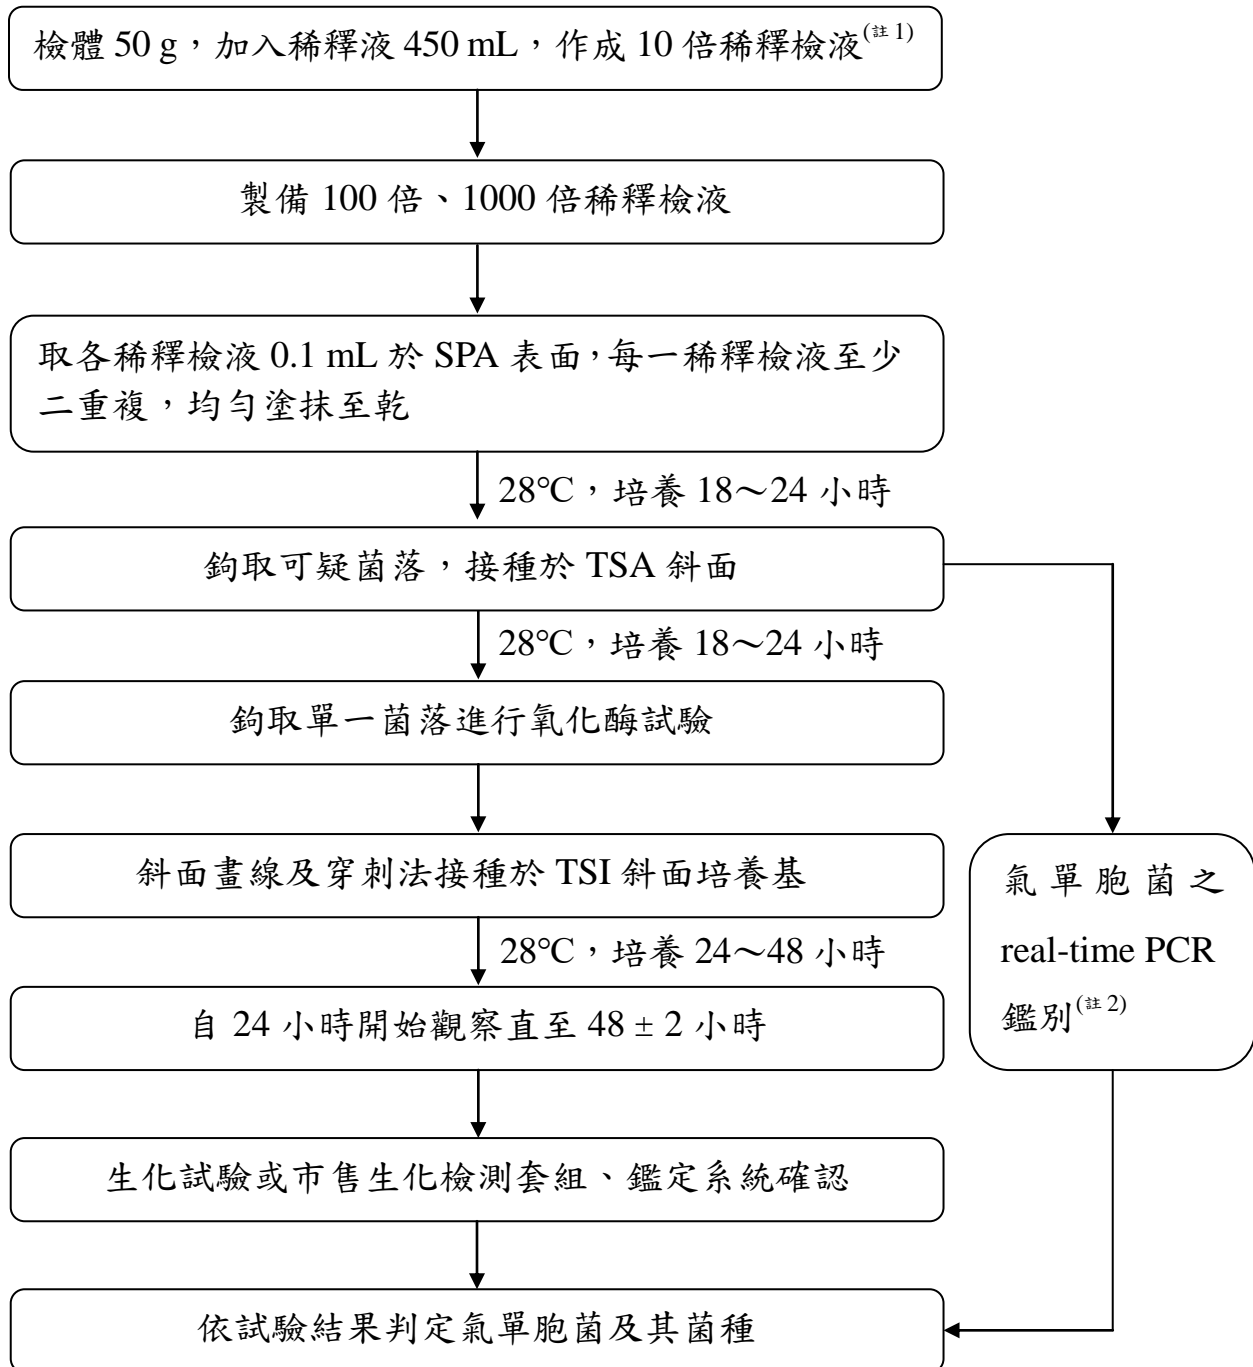 檢體 50 g，加入稀釋液 450 mL，作成 10 倍稀釋檢液(註 1)
製備 100 倍、1000 倍稀釋檢液
取各稀釋檢液 0.1 mL 於 SPA 表面，每一稀釋檢液至少
二重複，均勻塗抹至乾
28℃，培養 18～24 小時
鉤取可疑菌落，接種於 TSA 斜面
28℃，培養 18～24 小時
鉤取單一菌落進行氧化酶試驗
斜面畫線及穿刺法接種於 TSI 斜面培養基
28℃，培養 24～48 小時
自 24 小時開始觀察直至 48 ± 2 小時
生化試驗或市售生化檢測套組、鑑定系統確認
氣單胞菌之
real-time PCR
鑑別(註 2)
依試驗結果判定氣單胞菌及其菌種